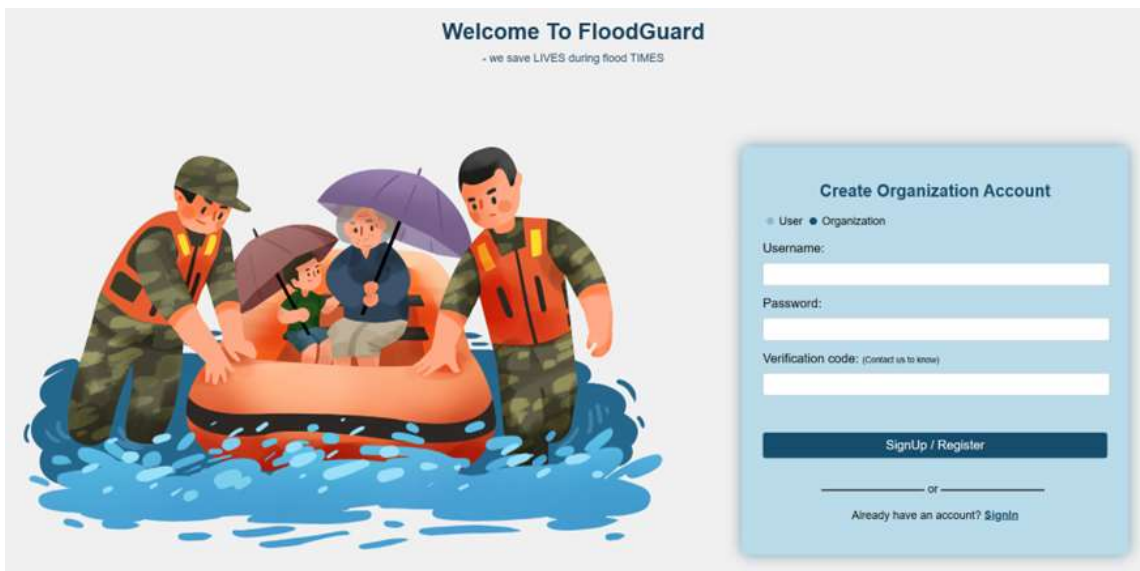 Welcome To FloodGuard
- we save LIVES during flood TIMES
Create Organization Account
User Organization
Username:
Password:
Verification code: (Contact us to know)
SignUp / Register
or
Already have an account? SignIn